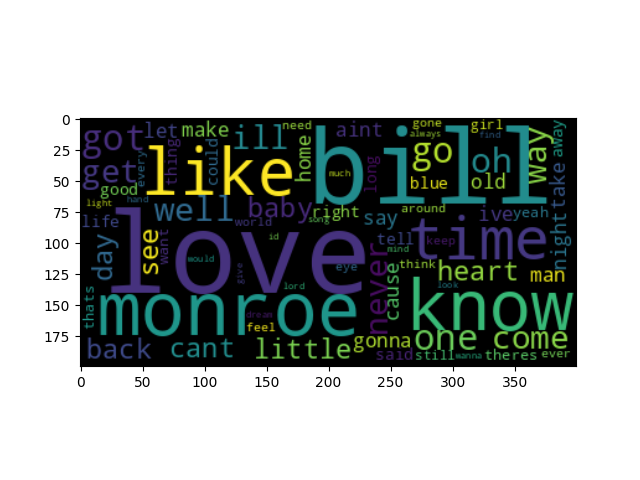 0
25
50
75
100
125
150
175
0 50 100 150 200 250 300 350
got let make ill need aint gone girl away
always find
every thing could home much long go oh way
get like bill
good blue old
light hand take
life well baby right around say ive yeah
world song
day see want love id eye tell keep time night
would give mind
never cause think heart man
thats monroe lord look know
dream
feel
back cant little gonna one come
said still wanna theres ever